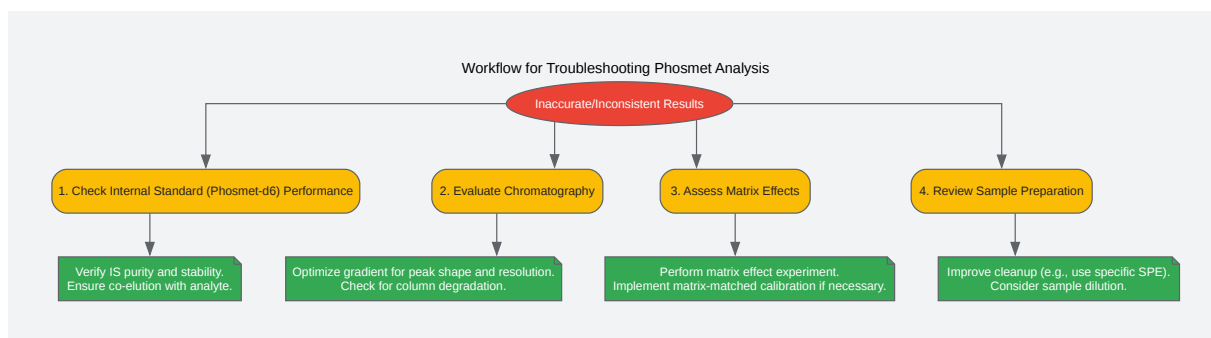 Workflow for Troubleshooting Phosmet Analysis
Inaccurate/Inconsistent Results
1. Check Internal Standard (Phosmet-d6) Performance
2. Evaluate Chromatography
3. Assess Matrix Effects
4. Review Sample Preparation
Verify IS purity and stability.
Ensure co-elution with analyte.
Optimize gradient for peak shape and resolution.
Check for column degradation.
Perform matrix effect experiment.
Implement matrix-matched calibration if necessary.
Improve cleanup (e.g., use specific SPE).
Consider sample dilution.